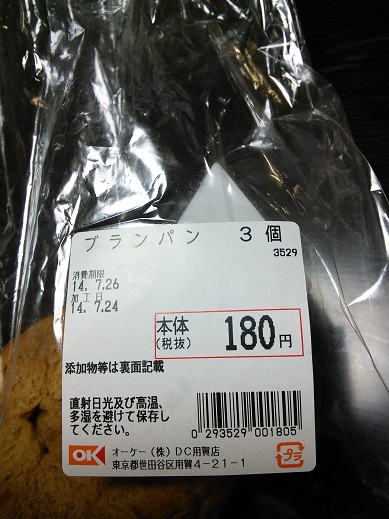 ブランパン 3個
3529
消費期限
14. 7.26
加工日
14. 7.24
本体
(税抜) 180円
添加物等は裏面記載
直射日光及び高温、
多湿を避けて保存し
てください。
0 293529 001805
OK
オーケー(株)DC用賀店
東京都世田谷区用賀4-21-1
プラ